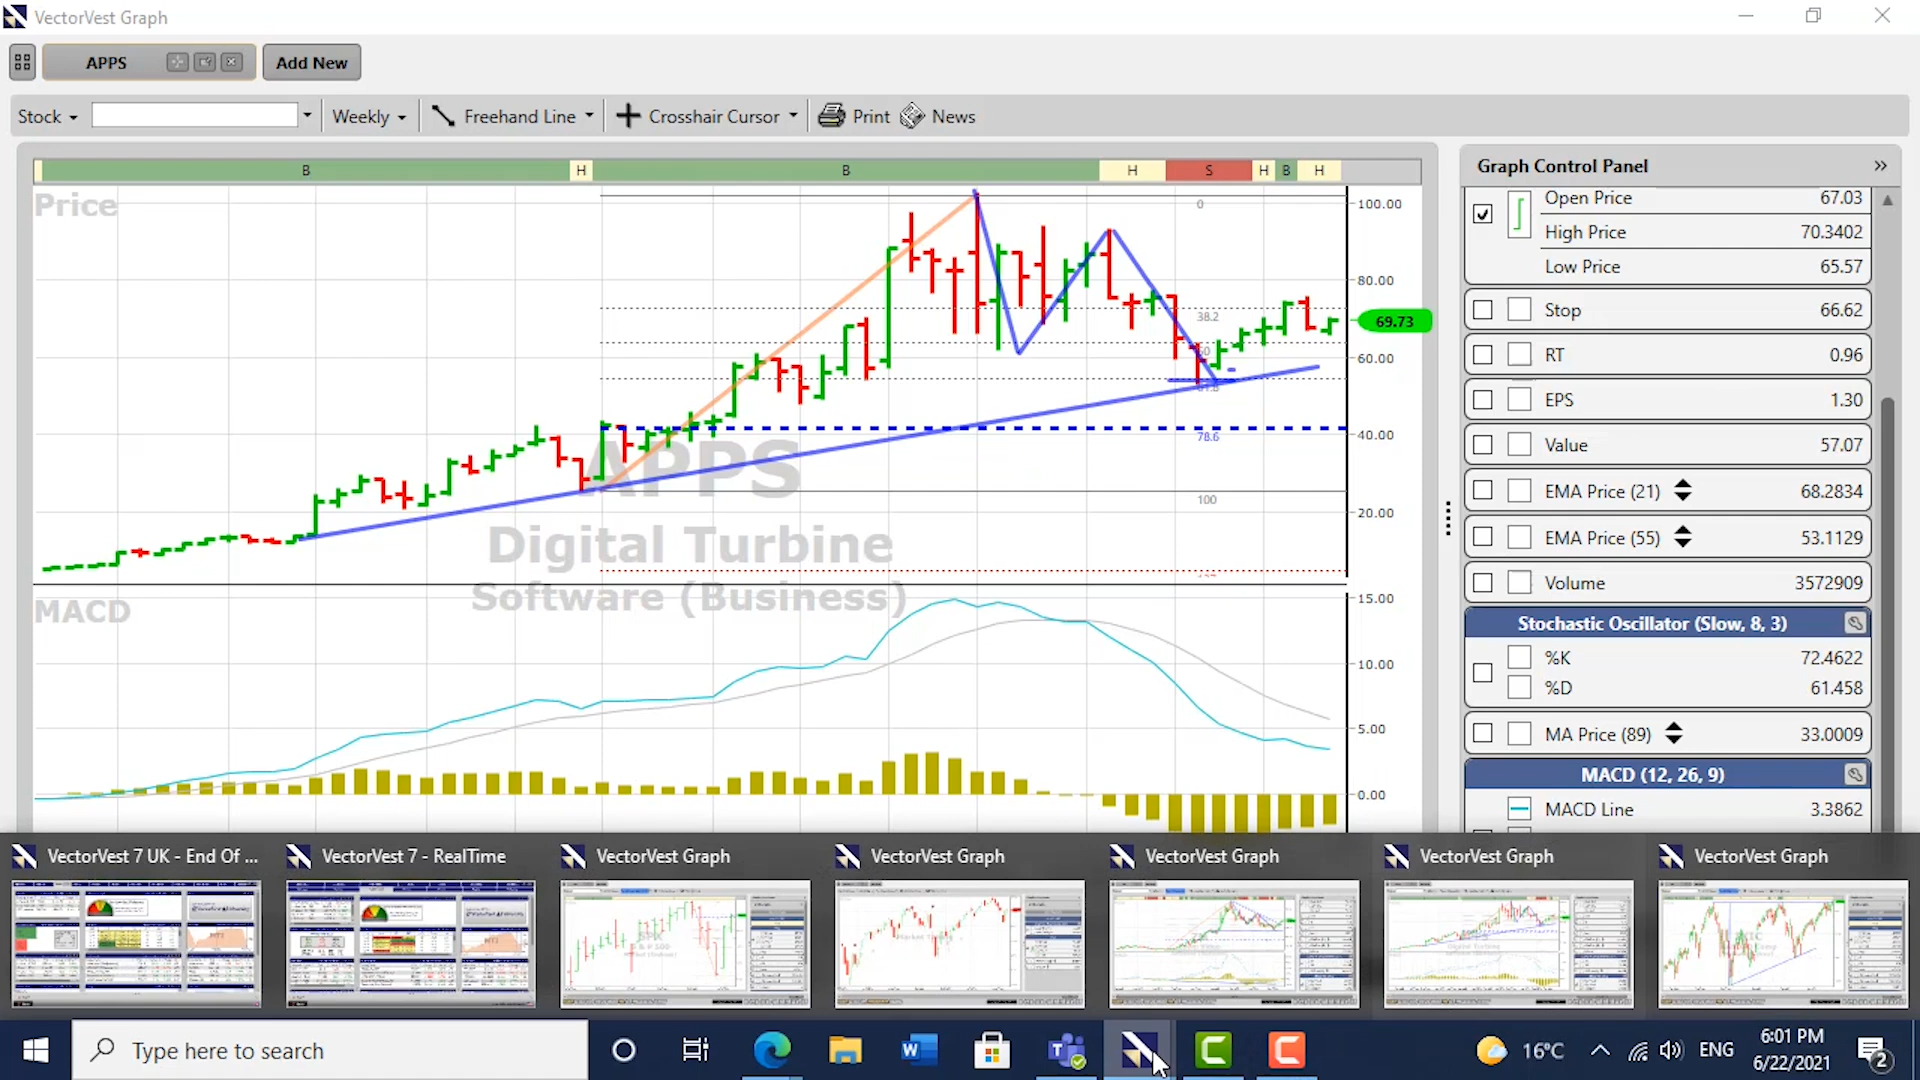 VectorVest Graph
APPS
Add New
Stock
Weekly
Freehand Line
Crosshair Cursor
Print
News
B
H
B
H
S
H
B
H
Price
0
38.2
61.8
78.6
100
100.00
80.00
69.73
60.00
40.00
20.00
APPS
Digital Turbine
Software (Business)
MACD
15.00
10.00
5.00
0.00
Graph Control Panel
Open Price 67.03
High Price 70.3402
Low Price 65.57
Stop 66.62
RT 0.96
EPS 1.30
Value 57.07
EMA Price (21) 68.2834
EMA Price (55) 53.1129
Volume 3572909
Stochastic Oscillator (Slow, 8, 3)
%K 72.4622
%D 61.458
MA Price (89) 33.0009
MACD (12, 26, 9)
MACD Line 3.3862
VectorVest 7 UK - End Of ...
VectorVest 7 - RealTime
VectorVest Graph
VectorVest Graph
VectorVest Graph
VectorVest Graph
VectorVest Graph
Type here to search
16°C
ENG
6:01 PM
6/22/2021
2